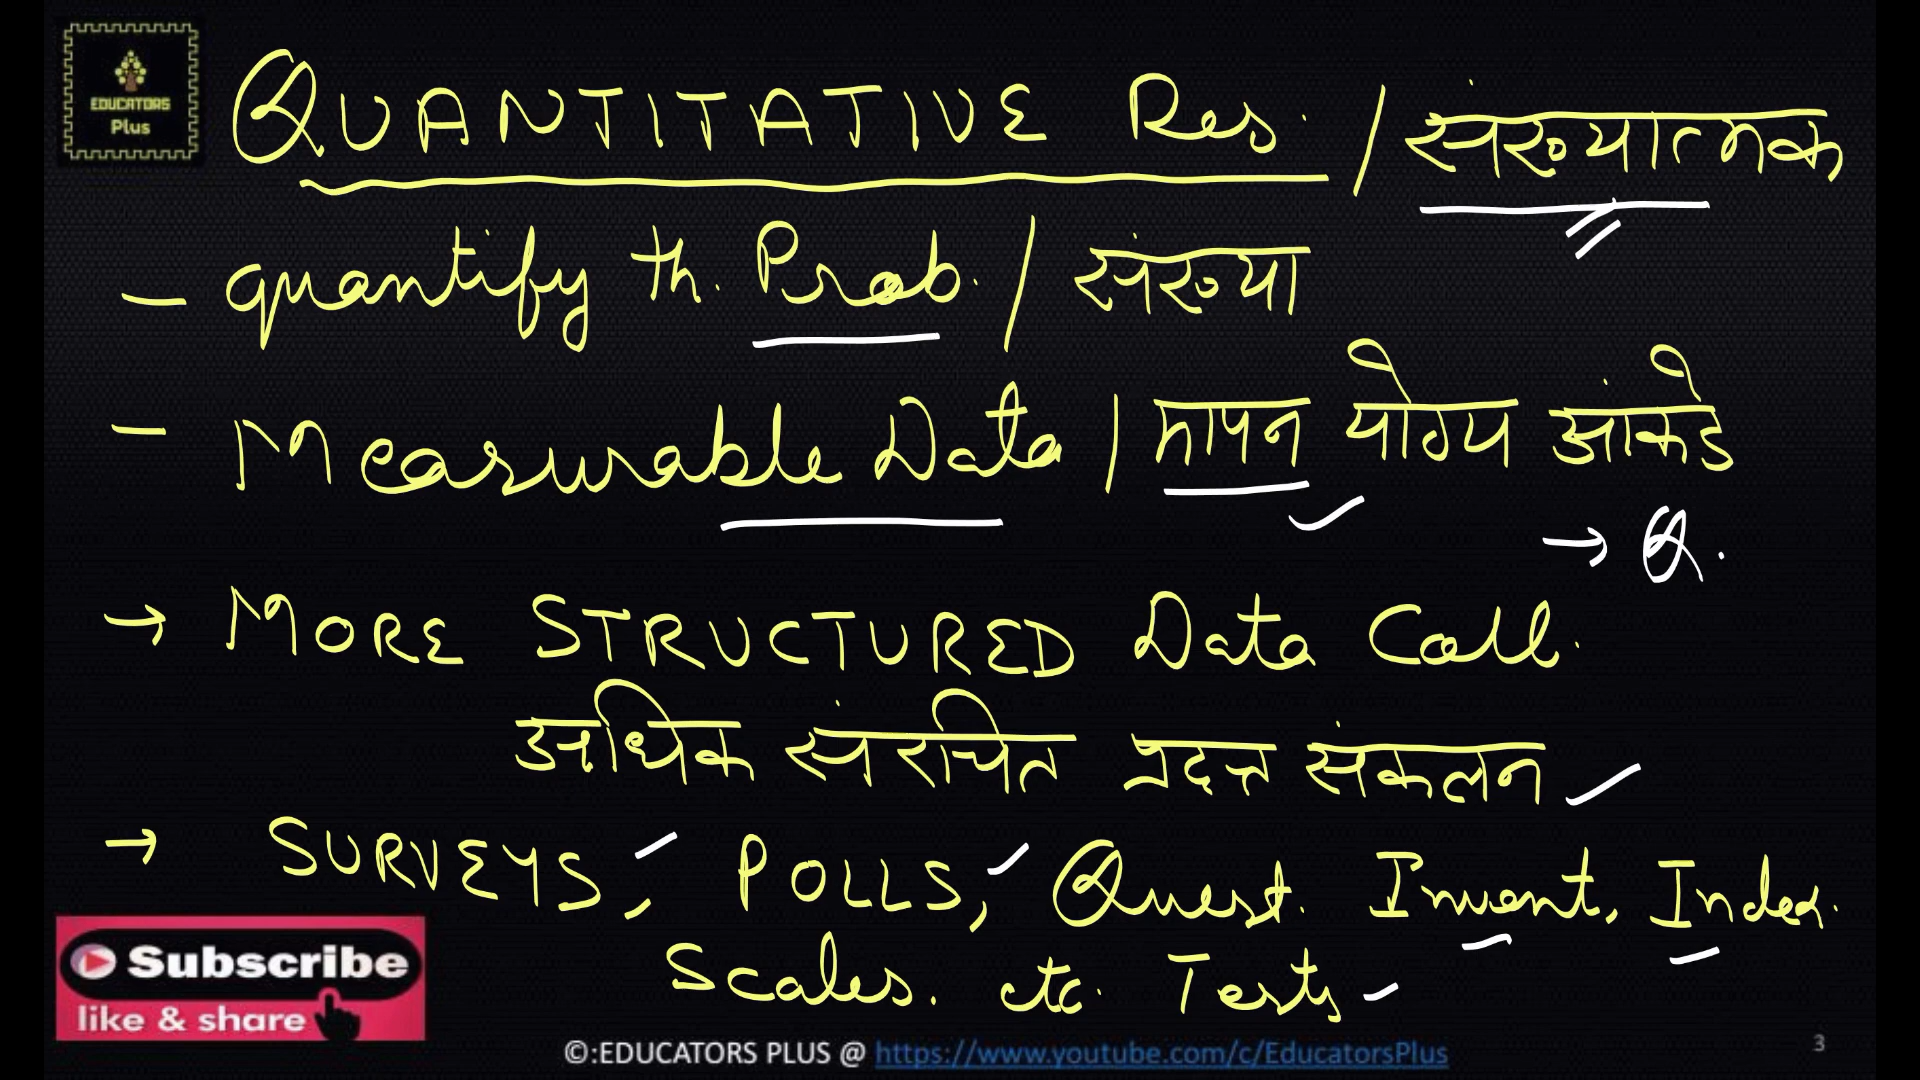 EDUCATORS
Plus
QUANTITATIVE Res. / संख्यात्मक
- quantify th. Prob. / संख्या
- Measurable Data / मापन योग्य आंकडे
→ Q.
→ MORE STRUCTURED Data Coll.
अधिक संरचित प्रदत्त संकलन
→ SURVEYS, POLLS, Quest. Invent. Index.
Scales. etc. Tests
Subscribe
like & share
©:EDUCATORS PLUS @ https://www.youtube.com/c/EducatorsPlus
3